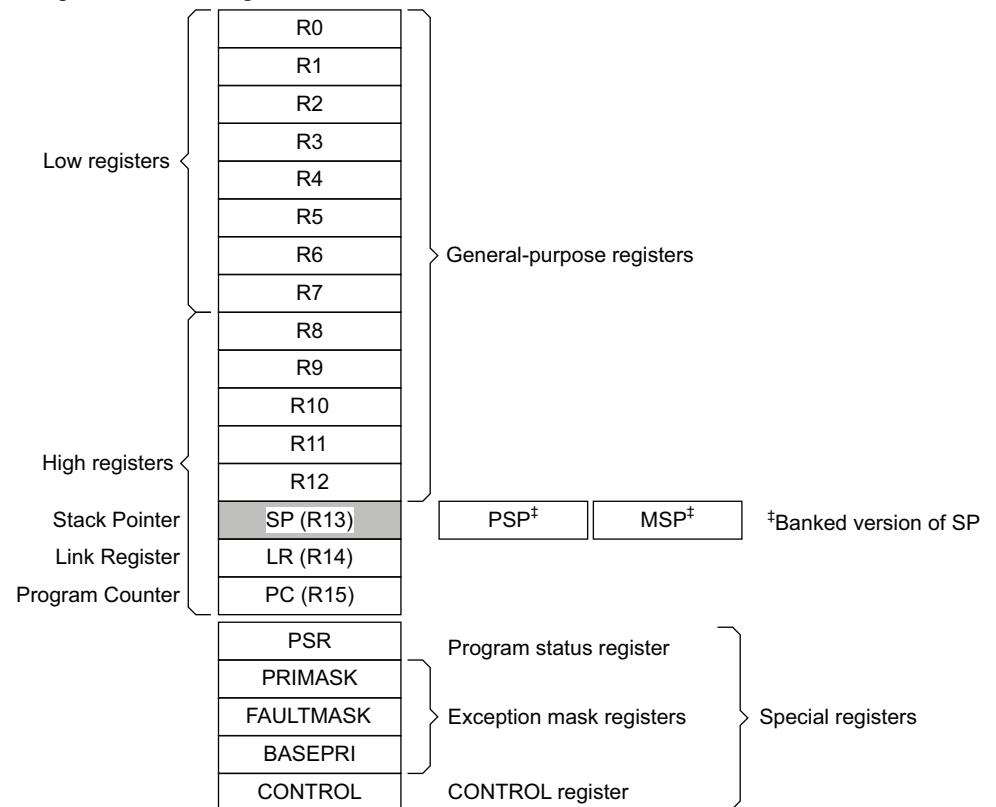 R0
R1
R2
R3
Low registers
R4
R5
R6
General-purpose registers
R7
R8
R9
R10
R11
High registers
R12
Stack Pointer SP (R13) PSP‡ MSP‡ ‡Banked version of SP
Link Register LR (R14)
Program Counter PC (R15)
PSR Program status register
PRIMASK
FAULTMASK Exception mask registers Special registers
BASEPRI
CONTROL CONTROL register